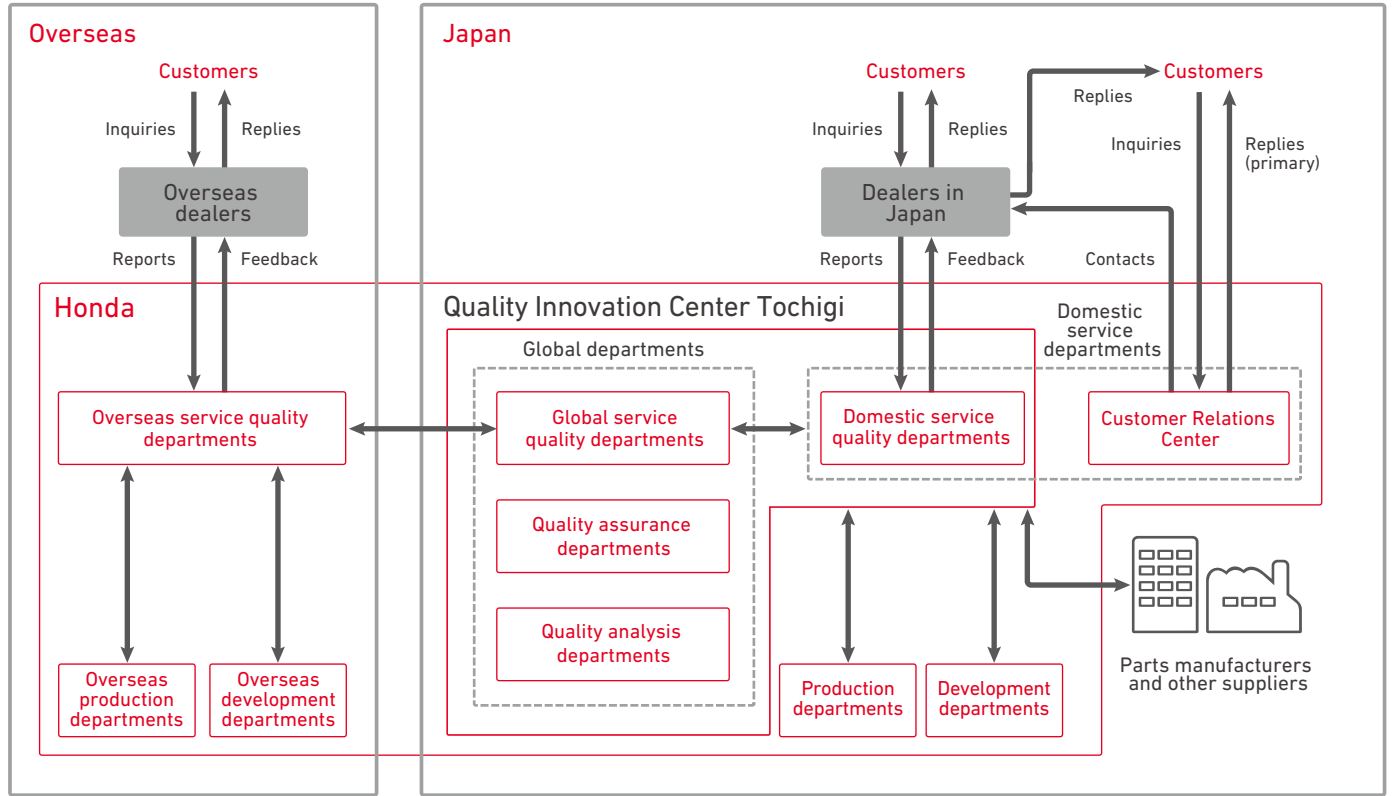 Overseas
Customers
Inquiries
Replies
Overseas
dealers
Reports
Feedback
Japan
Customers
Inquiries
Replies
Dealers in
Japan
Reports
Feedback
Replies
Customers
Inquiries
Replies
(primary)
Contacts
Honda
Overseas service quality
departments
Overseas
production
departments
Overseas
development
departments
Quality Innovation Center Tochigi
Global departments
Global service
quality departments
Quality assurance
departments
Quality analysis
departments
Domestic
service
departments
Domestic service
quality departments
Customer Relations
Center
Production
departments
Development
departments
Parts manufacturers
and other suppliers